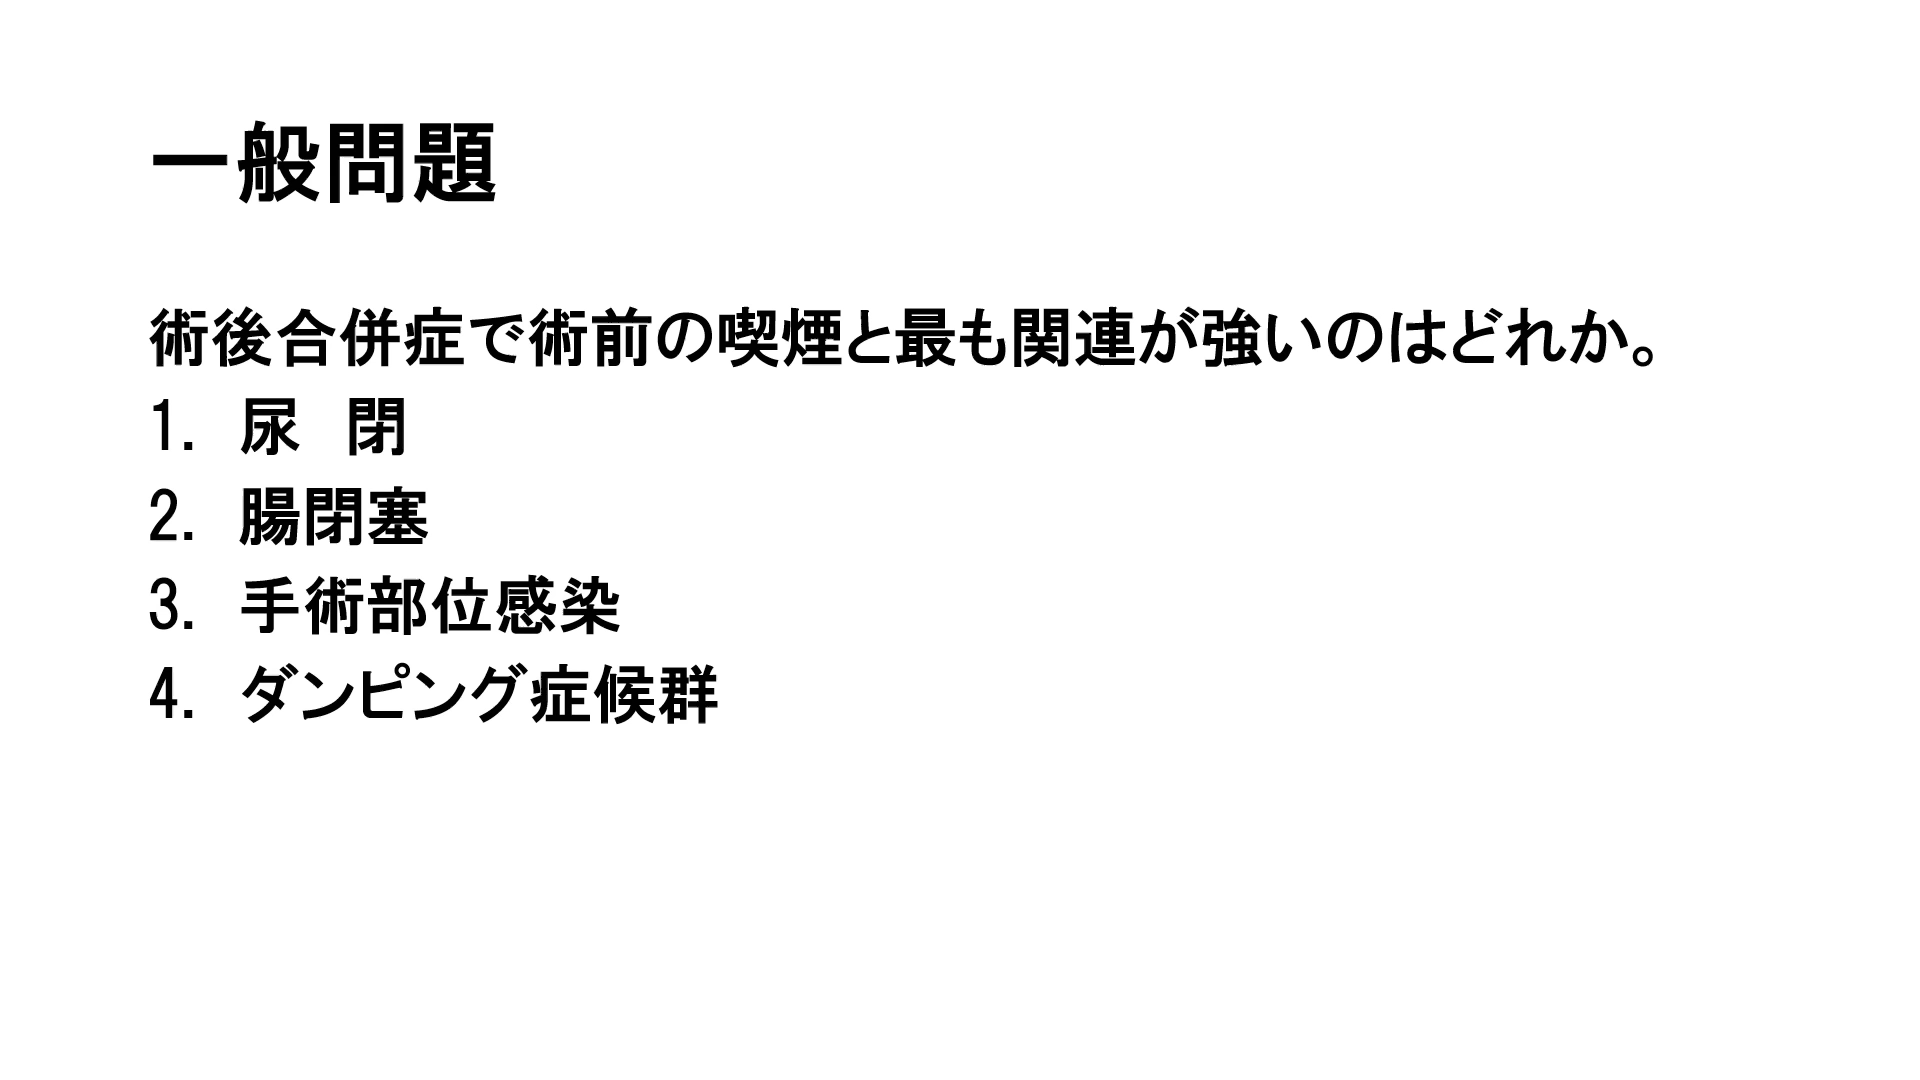 一般問題
術後合併症で術前の喫煙と最も関連が強いのはどれか。
1. 尿　閉
2. 腸閉塞
3. 手術部位感染
4. ダンピング症候群